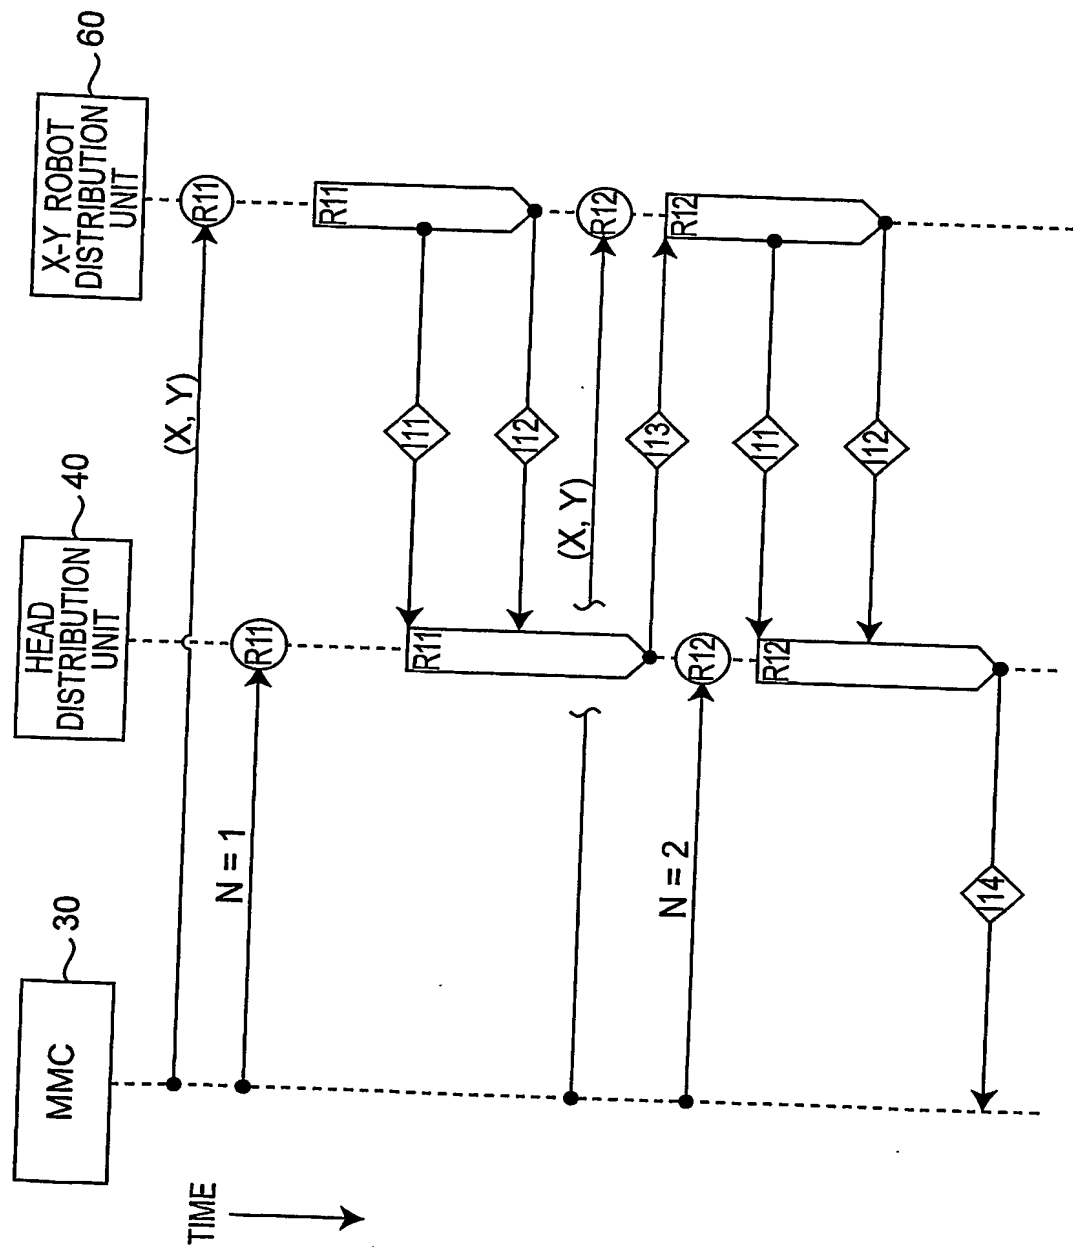 MMC
30
HEAD
DISTRIBUTION
UNIT
40
X-Y ROBOT
DISTRIBUTION
UNIT
60
TIME
(X, Y)
R11
N = 1
R11
R11
I11
R11
I12
(X, Y)
R12
I13
N = 2
R12
R12
I11
R12
I12
I14